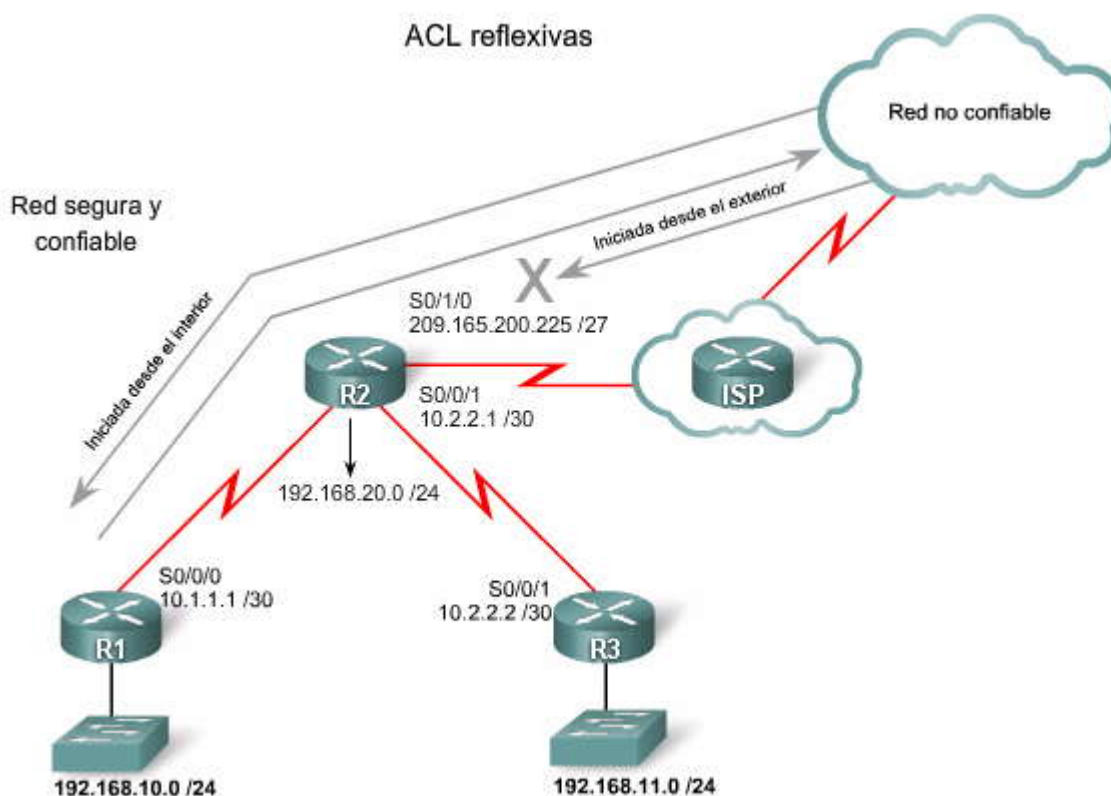 ACL reflexivas
Red no confiable
Red segura y
confiable
Iniciada desde el exterior
Iniciada desde el interior
S0/1/0
209.165.200.225 /27
R2
ISP
S0/0/1
10.2.2.1 /30
192.168.20.0 /24
S0/0/0
10.1.1.1 /30
S0/0/1
10.2.2.2 /30
R1
R3
192.168.10.0 /24
192.168.11.0 /24